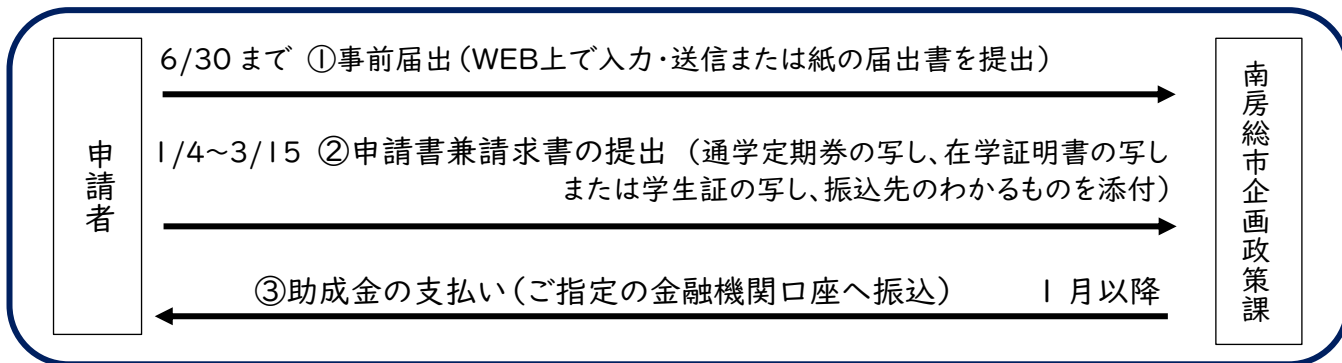 6/30 まで ①事前届出（WEB上で入力・送信または紙の届出書を提出）
申請者
1/4～3/15 ②申請書兼請求書の提出 （通学定期券の写し、在学証明書の写し
または学生証の写し、振込先のわかるものを添付）
③助成金の支払い（ご指定の金融機関口座へ振込） 1 月以降
南房総市企画政策課